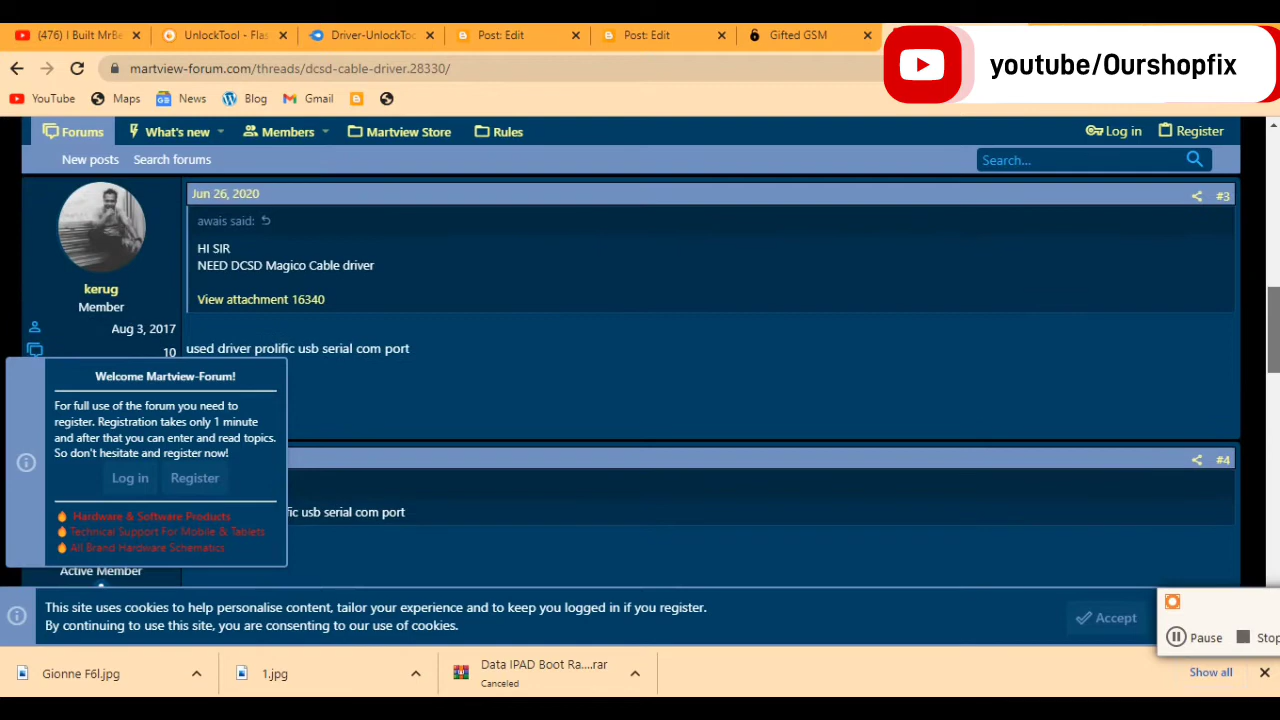 (476) I Built MrBe
UnlockTool - Flas
Driver-UnlockToo
Post: Edit
Post: Edit
Gifted GSM
youtube/Ourshopfix
martview-forum.com/threads/dcsd-cable-driver.28330/
YouTube
Maps
News
Blog
Gmail
Forums
What's new
Members
Martview Store
Rules
Log in
Register
New posts
Search forums
Search...
Jun 26, 2020
#3
awais said:
HI SIR
NEED DCSD Magico Cable driver
View attachment 16340
kerug
Member
Aug 3, 2017
10
used driver prolific usb serial com port
Welcome Martview-Forum!
For full use of the forum you need to
register. Registration takes only 1 minute
and after that you can enter and read topics.
So don't hesitate and register now!
Log in
Register
Hardware & Software Products
Technical Support For Mobile & Tablets
All Brand Hardware Schematics
#4
fic usb serial com port
Active Member
This site uses cookies to help personalise content, tailor your experience and to keep you logged in if you register.
By continuing to use this site, you are consenting to our use of cookies.
Accept
Pause
Stop
Gionne F6l.jpg
1.jpg
Data IPAD Boot Ra....rar
Canceled
Show all